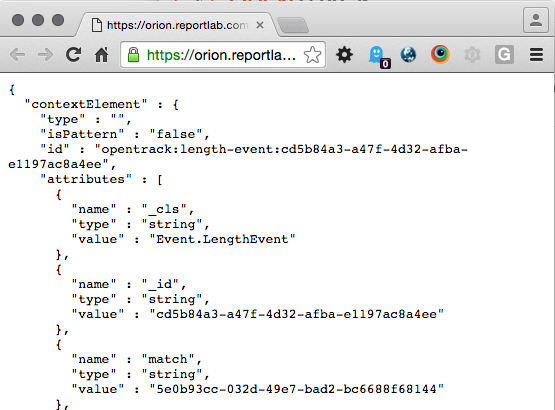 https://orion.reportlab.com
https://orion.reportla...
0
G
{
"contextElement" : {
"type" : "",
"isPattern" : "false",
"id" : "opentrack:length-event:cd5b84a3-a47f-4d32-afba-
e1197ac8a4ee",
"attributes" : [
{
"name" : "_cls",
"type" : "string",
"value" : "Event.LengthEvent"
},
{
"name" : "_id",
"type" : "string",
"value" : "cd5b84a3-a47f-4d32-afba-e1197ac8a4ee"
},
{
"name" : "match",
"type" : "string",
"value" : "5e0b93cc-032d-49e7-bad2-bc6688f68144"
},